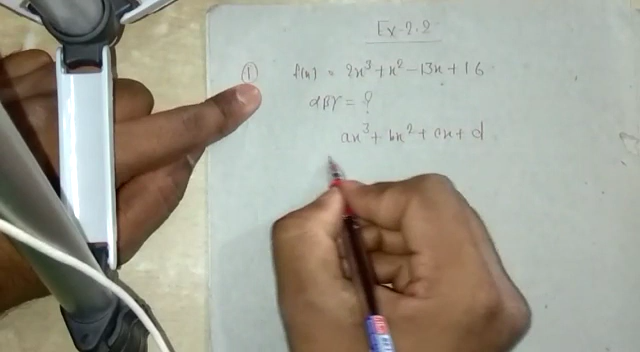 Ex-2.2
① f(x) = 2x³+x²-13x+16
αβγ = ?
ax³+bx²+cx+d